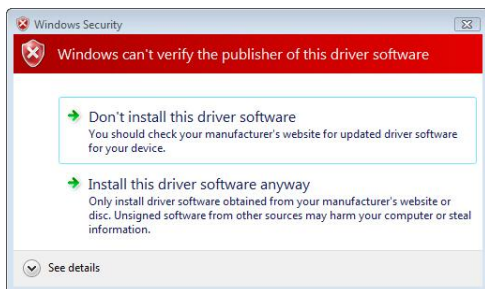 Windows Security
Windows can't verify the publisher of this driver software
Don't install this driver software
You should check your manufacturer's website for updated driver software
for your device.
Install this driver software anyway
Only install driver software obtained from your manufacturer's website or
disc. Unsigned software from other sources may harm your computer or steal
information.
See details